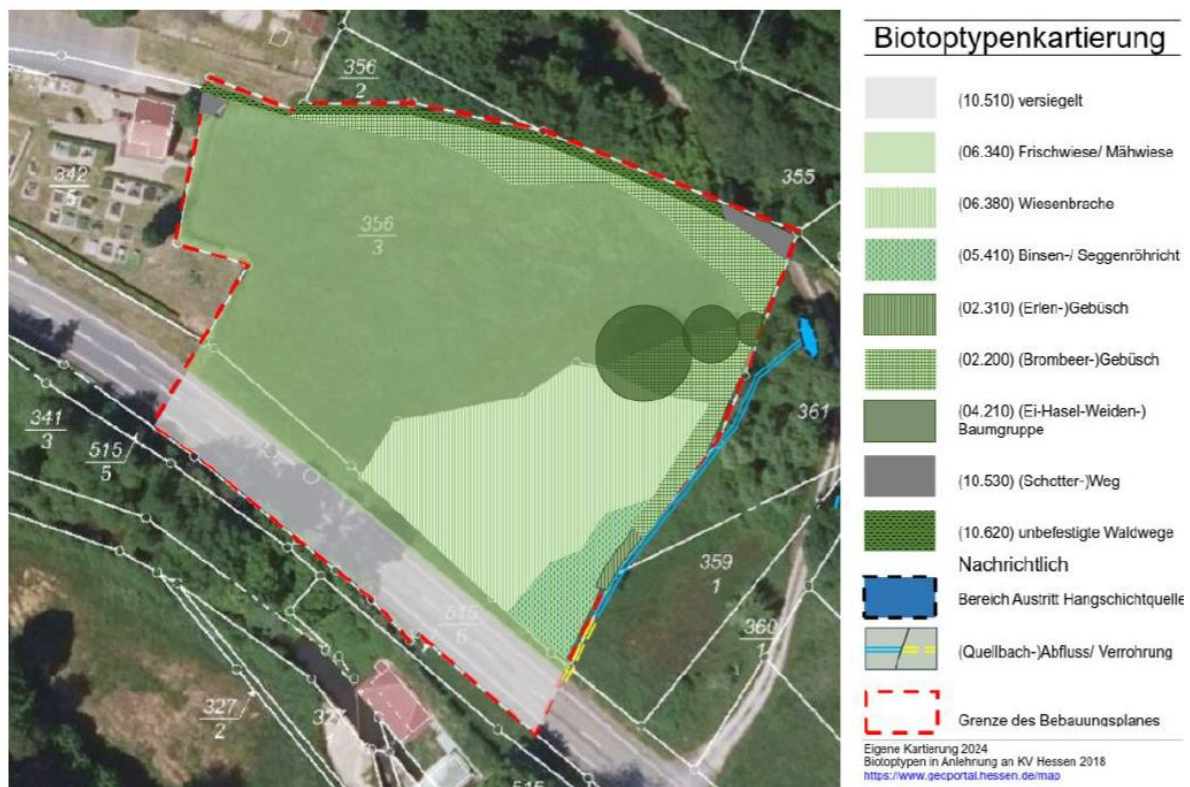 Biotoptypenkartierung
(10.510) versiegelt
(06.340) Frischwiese/ Mähwiese
(06.380) Wiesenbrache
(05.410) Binsen-/ Seggenröhricht
(02.310) (Erlen-)Gebüsch
(02.200) (Brombeer-)Gebüsch
(04.210) (Ei-Hasel-Weiden-)
Baumgruppe
(10.530) (Schotter-)Weg
(10.620) unbefestigte Waldwege
Nachrichtlich
Bereich Austritt Hangschichtquelle
(Quellbach-)Abfluss/ Verrohrung
Grenze des Bebauungsplanes
Eigene Kartierung 2024
Biotoptypen in Anlehnung an KV Hessen 2018
https://www.geoportal.hessen.de/map
356
2
342
5
355
356
3
341
3
515
5
361
359
1
515
6
360
1
327
2
327
515